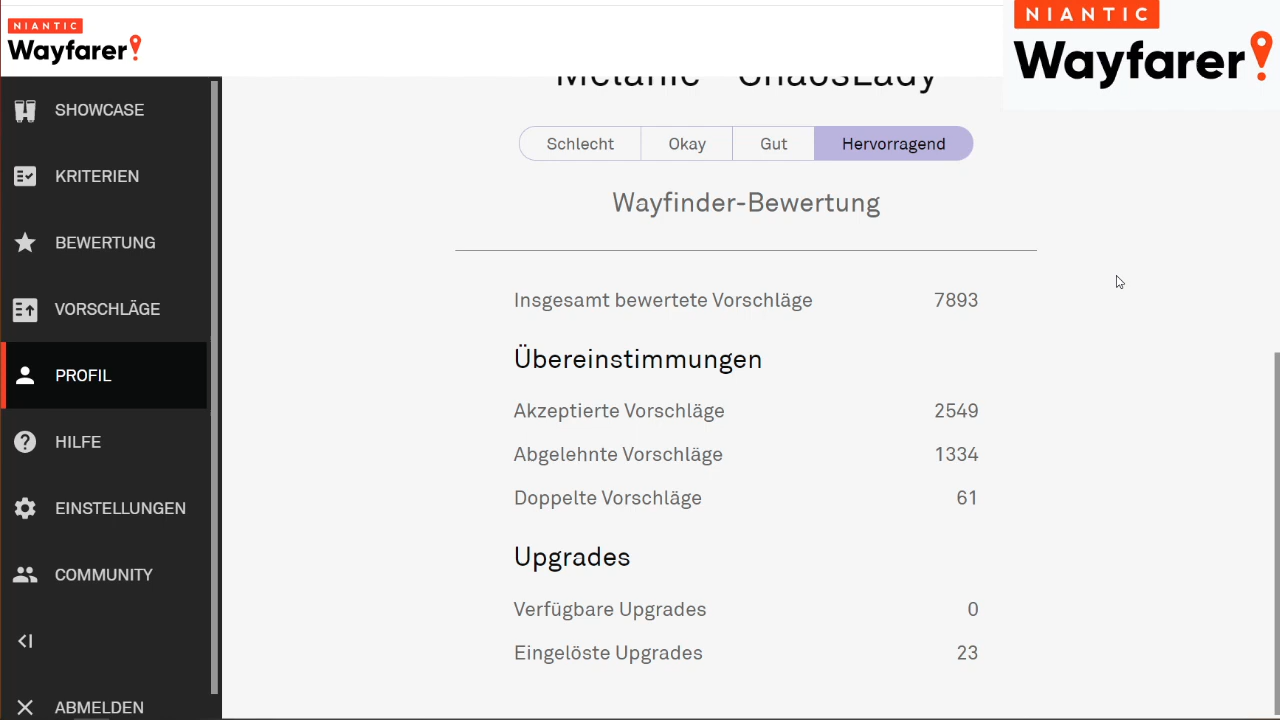 NIANTIC
Wayfarer!
NIANTIC
Wayfarer!
SHOWCASE
KRITERIEN
BEWERTUNG
VORSCHLÄGE
PROFIL
HILFE
EINSTELLUNGEN
COMMUNITY
ABMELDEN
Melanie - ChaosLady
Schlecht Okay Gut Hervorragend
Wayfinder-Bewertung
Insgesamt bewertete Vorschläge 7893
Übereinstimmungen
Akzeptierte Vorschläge 2549
Abgelehnte Vorschläge 1334
Doppelte Vorschläge 61
Upgrades
Verfügbare Upgrades 0
Eingelöste Upgrades 23